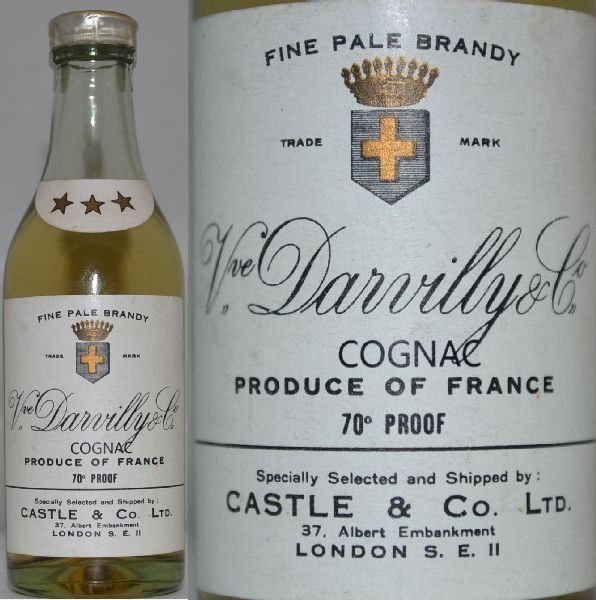 FINE PALE BRANDY
TRADE MARK
Vve Darvilly & Co
COGNAC
PRODUCE OF FRANCE
70° PROOF
Specially Selected and Shipped by :
CASTLE & Co. LTD.
37, Albert Embankment
LONDON S. E. 11
FINE PALE BRANDY
TRADE MARK
Vve Darvilly & Co
COGNAC
PRODUCE OF FRANCE
70° PROOF
Specially Selected and Shipped by :
CASTLE & Co. LTD.
37, Albert Embankment
LONDON S. E. 11